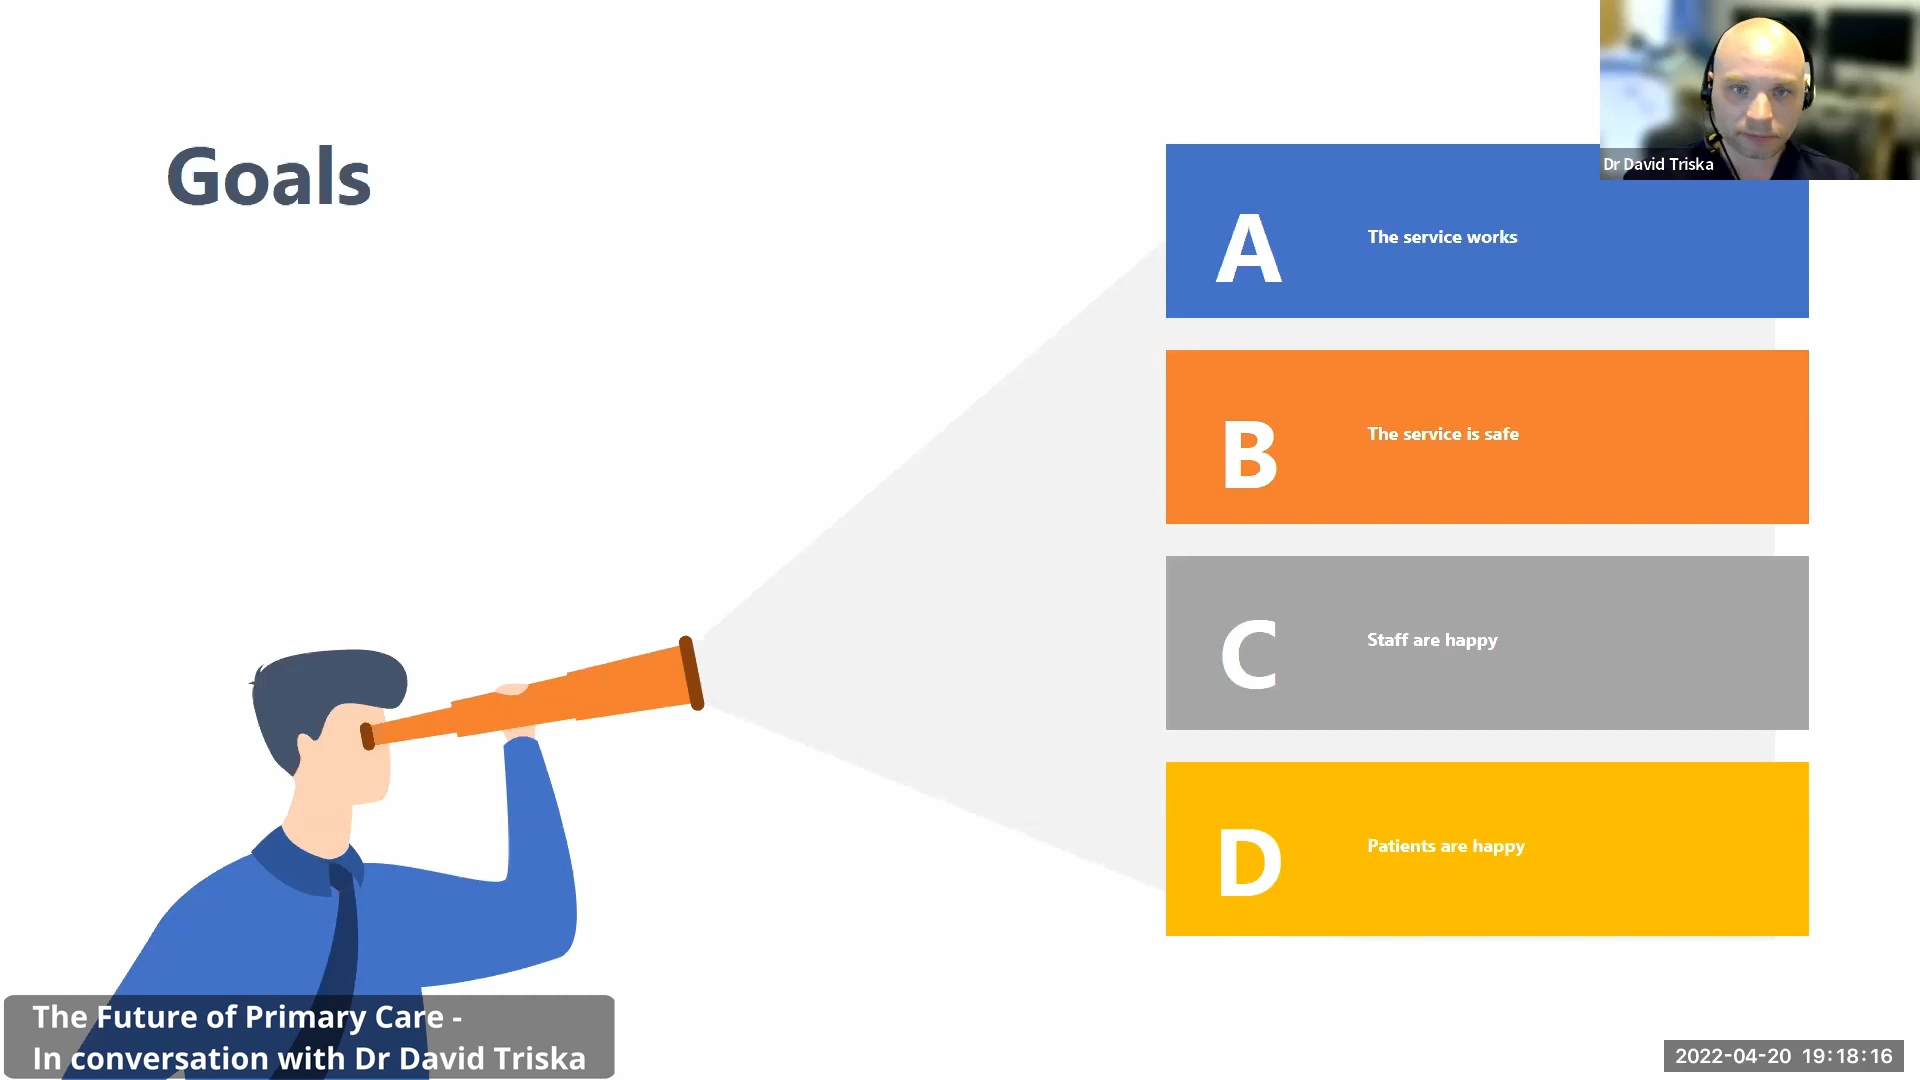 Goals
Dr David Triska
A
The service works
B
The service is safe
C
Staff are happy
D
Patients are happy
The Future of Primary Care -
In conversation with Dr David Triska
2022-04-20 19:18:16